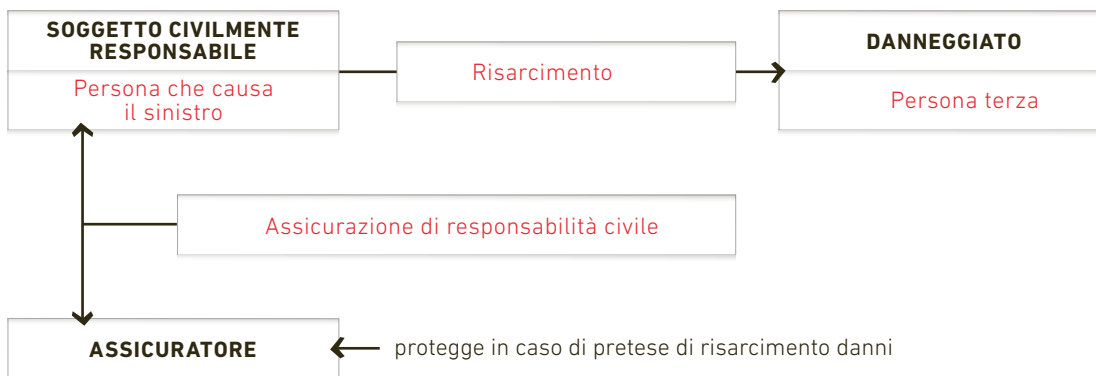 SOGGETTO CIVILMENTE
RESPONSABILE
Persona che causa
il sinistro
Risarcimento
DANNEGGIATO
Persona terza
Assicurazione di responsabilità civile
ASSICURATORE
protegge in caso di pretese di risarcimento danni